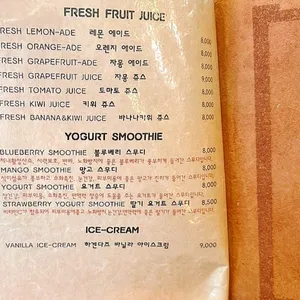 FRESH FRUIT JUICE
FRESH LEMON-ADE 레몬 에이드 8,000
FRESH ORANGE-ADE 오렌지 에이드 8,000
FRESH GRAPEFRUIT-ADE 자몽 에이드 8,000
FRESH GRAPEFRUIT JUICE 자몽 쥬스 9,000
FRESH TOMATO JUICE 토마토 쥬스 8,000
FRESH KIWI JUICE 키위 쥬스 8,000
FRESH BANANA&KIWI JUICE 바나나키위 쥬스 8,000
YOGURT SMOOTHIE
BLUEBERRY SMOOTHIE 블루베리 스무디 8,000
MANGO SMOOTHIE 망고 스무디 8,000
YOGURT SMOOTHIE 요거트 스무디 8,000
STRAWBERRY YOGURT SMOOTHIE 딸기 요거트 스무디 8,500
ICE-CREAM
VANILLA ICE-CREAM 하겐다즈 바닐라 아이스크림 9,000